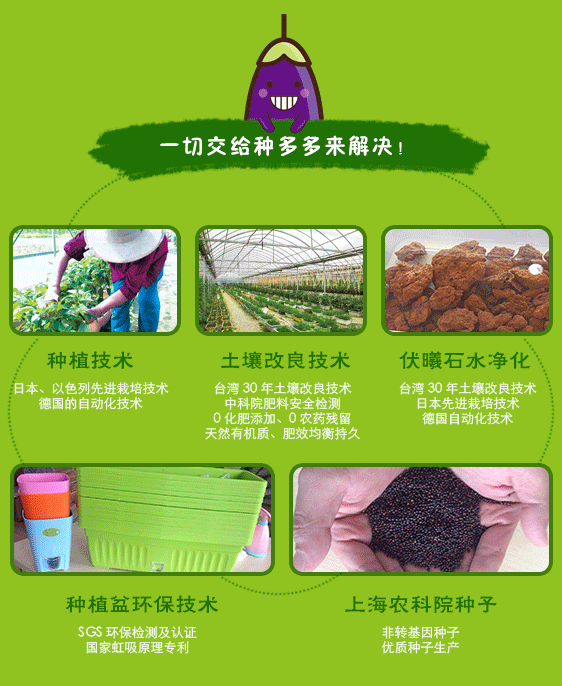 一切交给种多多来解决！
种植技术
日本、以色列先进栽培技术
德国的自动化技术
土壤改良技术
台湾30年土壤改良技术
中科院肥料安全检测
0化肥添加、0农药残留
天然有机质、肥效均衡持久
伏曦石水净化
台湾30年土壤改良技术
日本先进栽培技术
德国自动化技术
种植盆环保技术
SGS环保检测及认证
国家虹吸原理专利
上海农科院种子
非转基因种子
优质种子生产